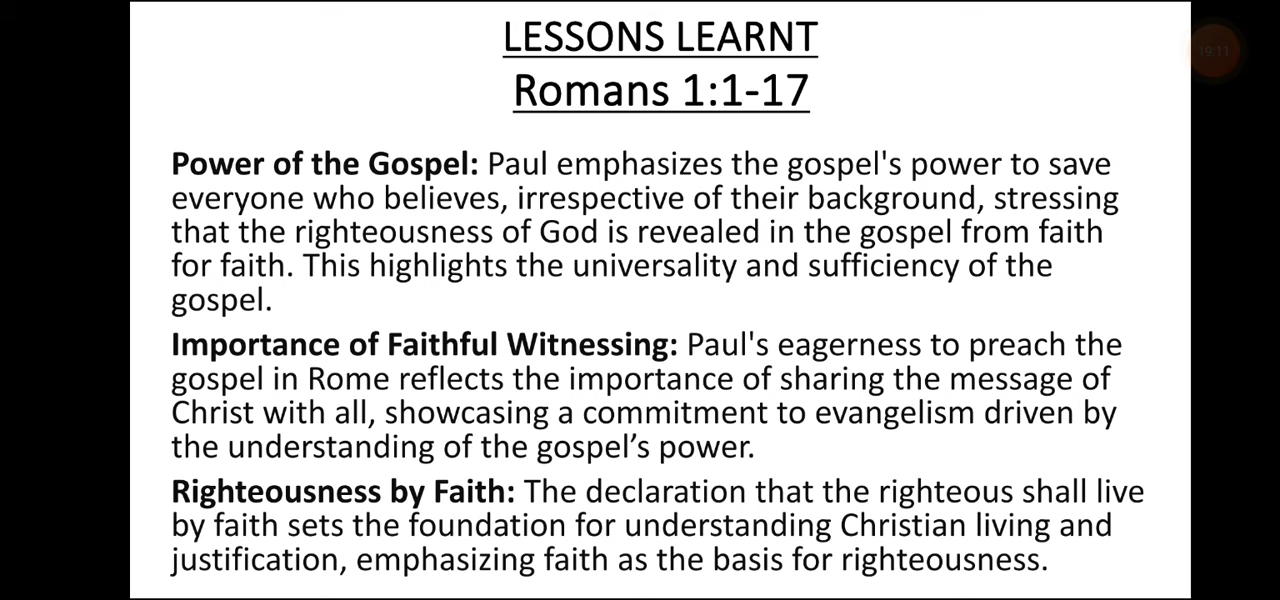 LESSONS LEARNT
Romans 1:1-17
19:11
Power of the Gospel: Paul emphasizes the gospel's power to save
everyone who believes, irrespective of their background, stressing
that the righteousness of God is revealed in the gospel from faith
for faith. This highlights the universality and sufficiency of the
gospel.
Importance of Faithful Witnessing: Paul's eagerness to preach the
gospel in Rome reflects the importance of sharing the message of
Christ with all, showcasing a commitment to evangelism driven by
the understanding of the gospel’s power.
Righteousness by Faith: The declaration that the righteous shall live
by faith sets the foundation for understanding Christian living and
justification, emphasizing faith as the basis for righteousness.